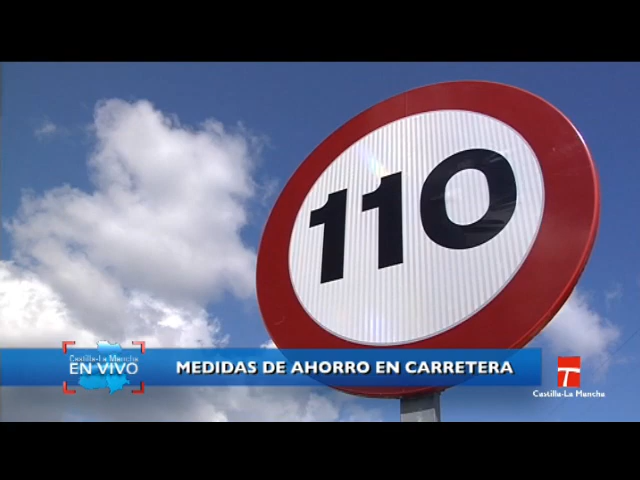 110
Castilla-La Mancha
EN VIVO
MEDIDAS DE AHORRO EN CARRETERA
T
Castilla-La Mancha